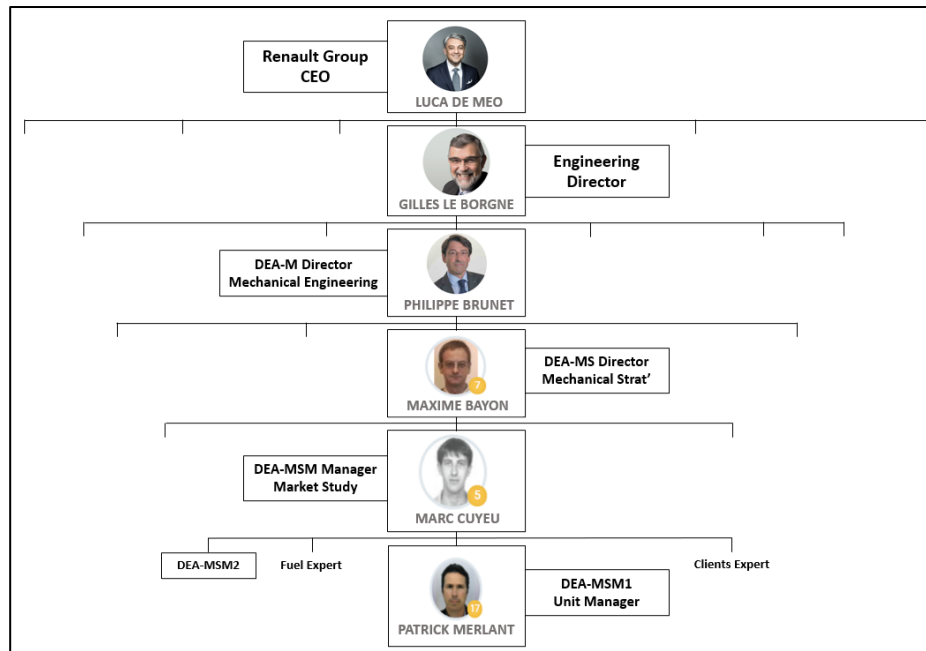 Renault Group
CEO
LUCA DE MEO
GILLES LE BORGNE
Engineering
Director
DEA-M Director
Mechanical Engineering
PHILIPPE BRUNET
7
MAXIME BAYON
DEA-MS Director
Mechanical Strat’
DEA-MSM Manager
Market Study
5
MARC CUYEU
DEA-MSM2
Fuel Expert
Clients Expert
17
PATRICK MERLANT
DEA-MSM1
Unit Manager